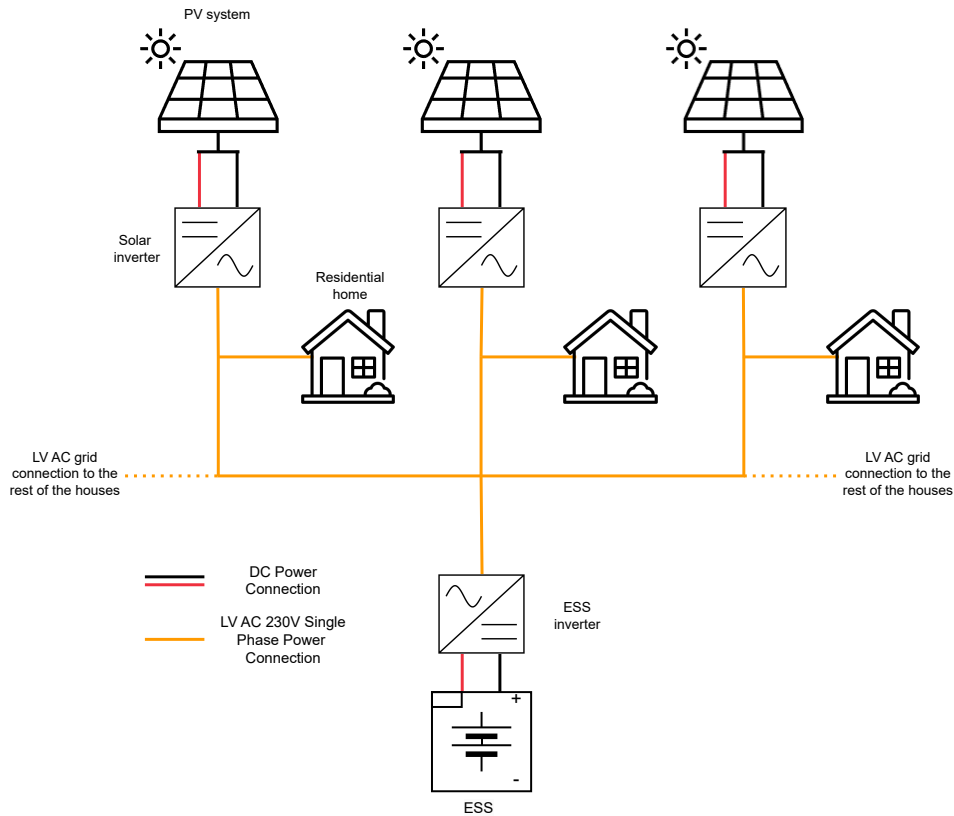 PV system
Solar
inverter
Residential
home
LV AC grid
connection to the
rest of the houses
LV AC grid
connection to the
rest of the houses
DC Power
Connection
LV AC 230V Single
Phase Power
Connection
ESS
inverter
+
-
ESS